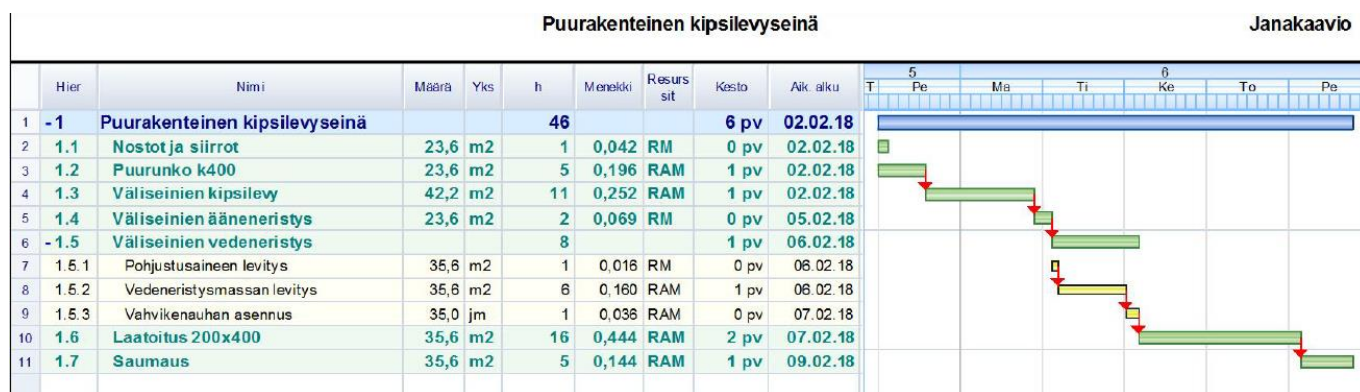 Puurakenteinen kipsilevyseinä Janakaavio
Hier Nimi Määrä Yks h Menekki Resurs sit Kesto Aik. alku 5 6
T Pe Ma Ti Ke To Pe
1 -1 Puurakenteinen kipsilevyseinä 46 6 pv 02.02.18
2 1.1 Nostot ja siirrot 23,6 m2 1 0,042 RM 0 pv 02.02.18
3 1.2 Puurunko k400 23,6 m2 5 0,196 RAM 1 pv 02.02.18
4 1.3 Väliseinien kipsilevy 42,2 m2 11 0,252 RAM 1 pv 02.02.18
5 1.4 Väliseinien ääneneristys 23,6 m2 2 0,069 RM 0 pv 05.02.18
6 -1.5 Väliseinien vedeneristys 8 1 pv 06.02.18
7 1.5.1 Pohjustusaineen levitys 35,6 m2 1 0,016 RM 0 pv 06.02.18
8 1.5.2 Vedeneristysmassan levitys 35,6 m2 6 0,160 RAM 1 pv 06.02.18
9 1.5.3 Vahvikenauhan asennus 35,0 jm 1 0,036 RAM 0 pv 07.02.18
10 1.6 Laatoitus 200x400 35,6 m2 16 0,444 RAM 2 pv 07.02.18
11 1.7 Saumaus 35,6 m2 5 0,144 RAM 1 pv 09.02.18